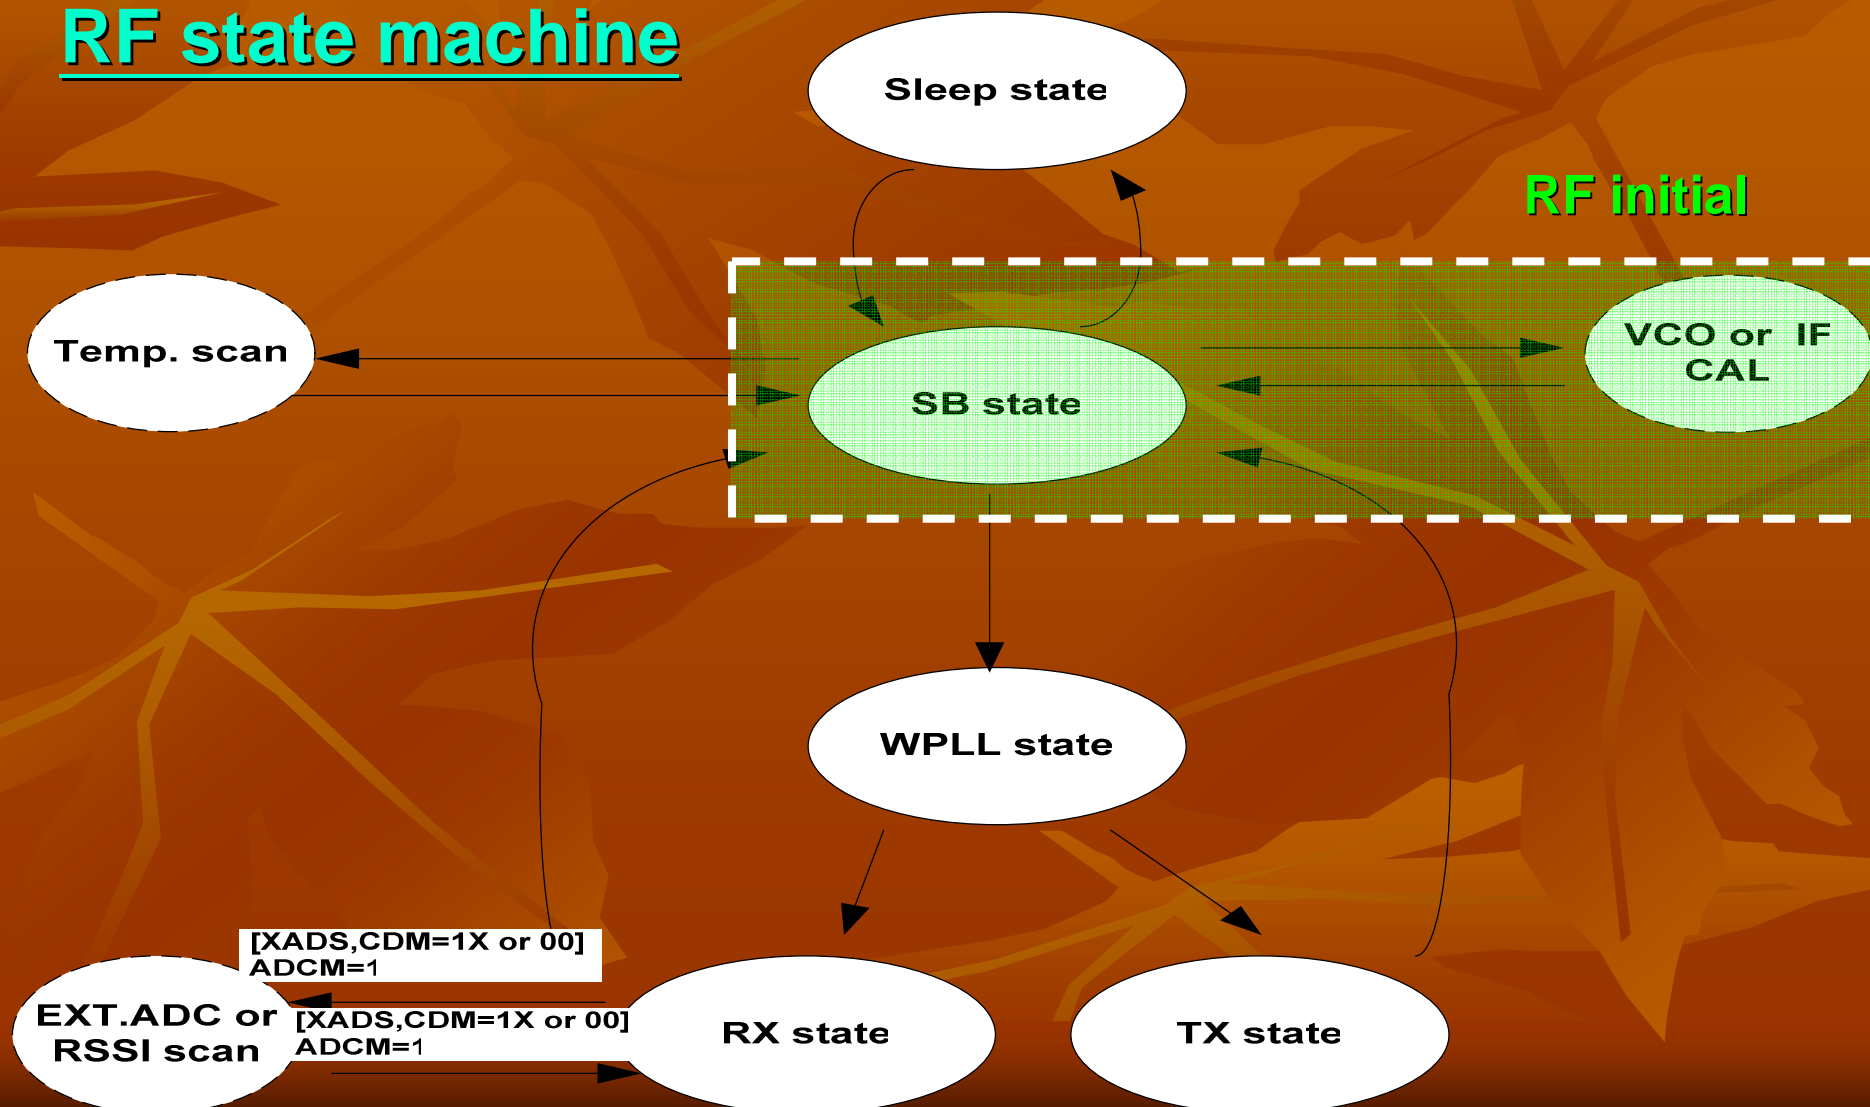 RF state machine
Sleep state
RF initial
Temp. scan
VCO or IF
CAL
SB state
WPLL state
[XADS,CDM=1X or 00]
ADCM=1
EXT.ADC or
RSSI scan
[XADS,CDM=1X or 00]
ADCM=1
RX state
TX state